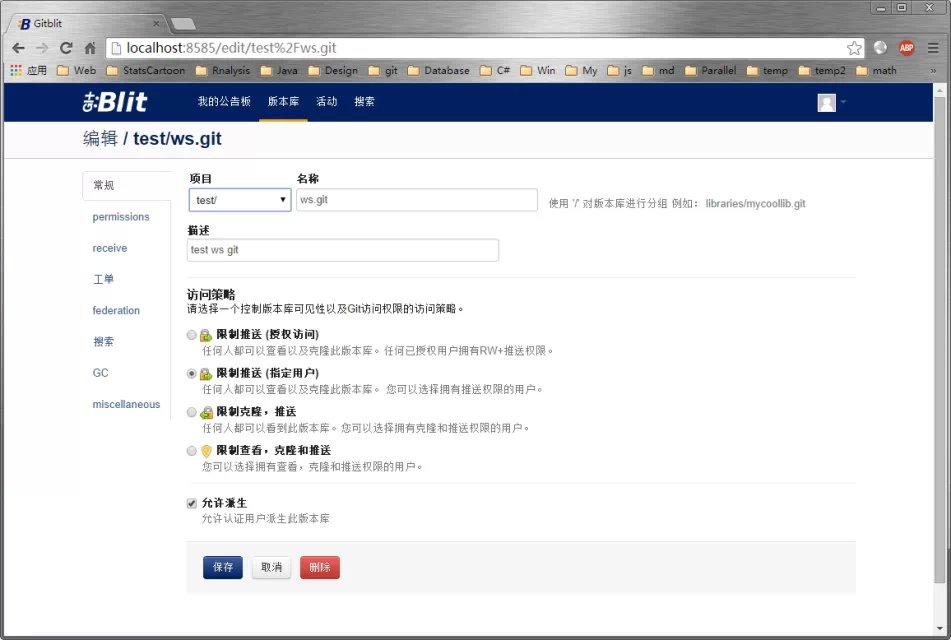 Gitblit
localhost:8585/edit/test%2Fws.git
ABP
应用 Web StatsCartoon Rnalysis Java Design git Database C# Win My js md Parallel temp temp2 math »
Blit 我的公告板 版本库 活动 搜索
编辑 / test/ws.git
常规
permissions
receive
工单
federation
搜索
GC
miscellaneous
项目 名称
test/ ws.git 使用 '/' 对版本库进行分组 例如： libraries/mycoollib.git
描述
test ws git
访问策略
请选择一个控制版本库可见性以及Git访问权限的访问策略。
限制推送 (授权访问)
任何人都可以查看以及克隆此版本库。任何已授权用户拥有RW+推送权限。
限制推送 (指定用户)
任何人都可以查看以及克隆此版本库。 您可以选择拥有推送权限的用户。
限制克隆，推送
任何人都可以看到此版本库。您可以选择拥有克隆和推送权限的用户。
限制查看，克隆和推送
您可以选择拥有查看，克隆和推送权限的用户。
允许派生
允许认证用户派生此版本库
保存 取消 删除